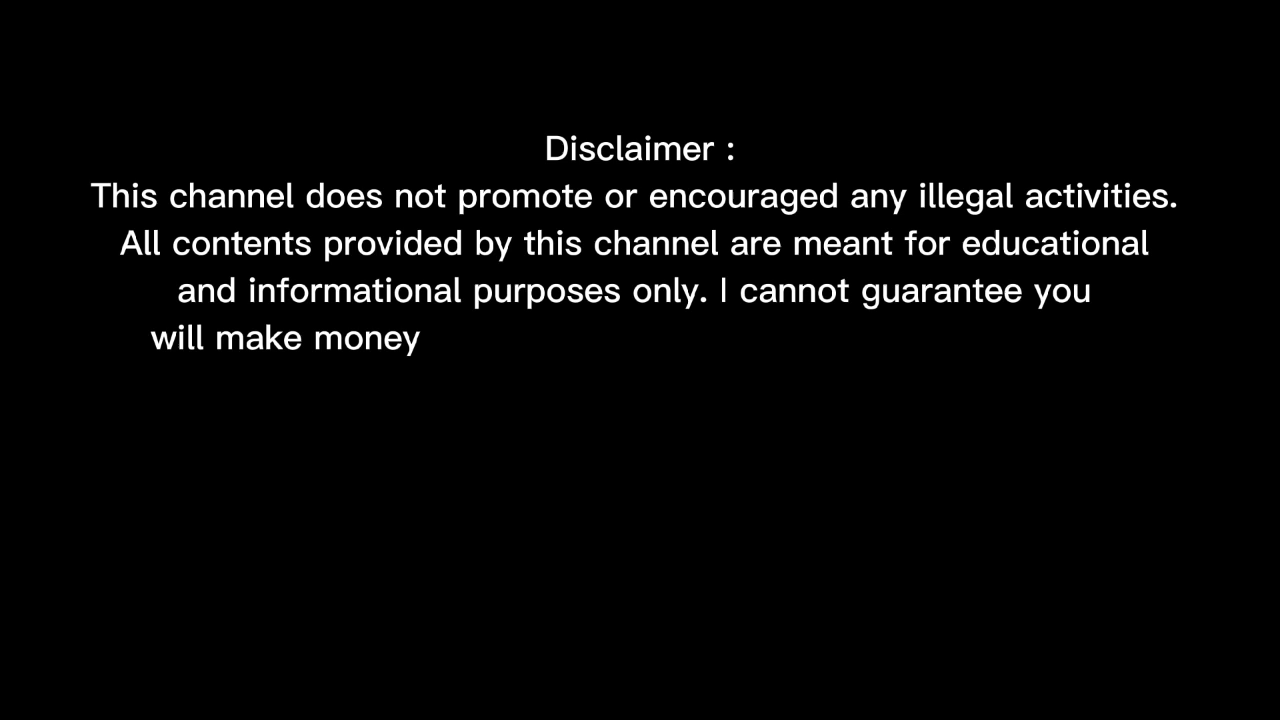 Disclaimer :
This channel does not promote or encouraged any illegal activities.
All contents provided by this channel are meant for educational
and informational purposes only. I cannot guarantee you
will make money